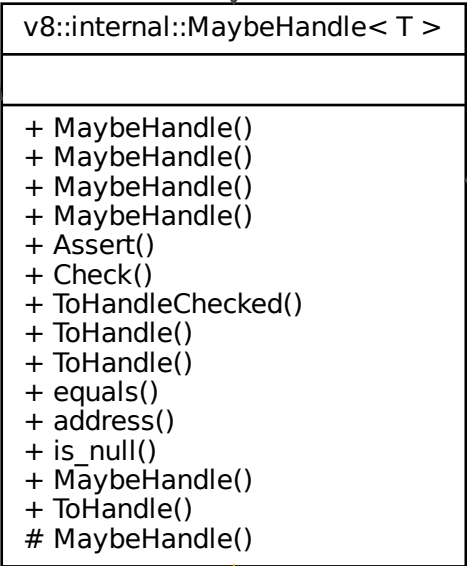 v8::internal::MaybeHandle< T >
+ MaybeHandle()
+ MaybeHandle()
+ MaybeHandle()
+ MaybeHandle()
+ Assert()
+ Check()
+ ToHandleChecked()
+ ToHandle()
+ ToHandle()
+ equals()
+ address()
+ is_null()
+ MaybeHandle()
+ ToHandle()
# MaybeHandle()